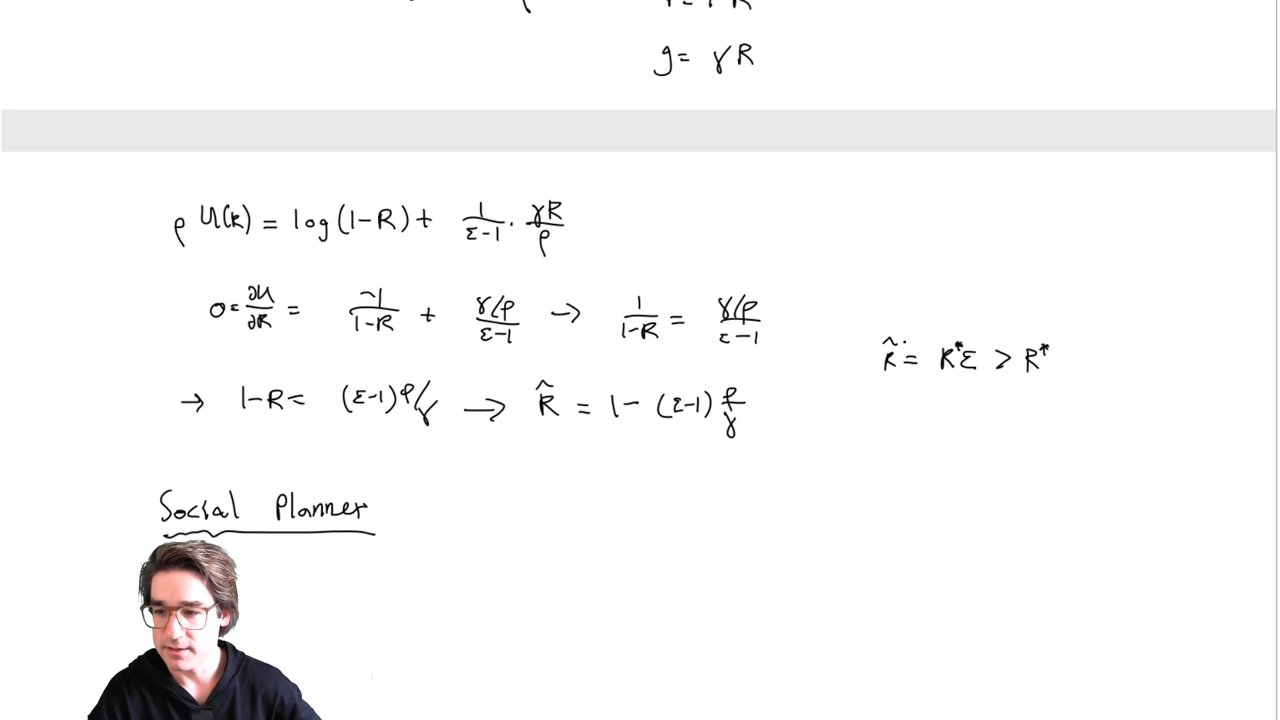 g = γR
ρ U(k) = log(1-R) + 1/(ε-1) · γR/ρ
0 = ∂U/∂R = -1/(1-R) + (γ/ρ)/(ε-1) → 1/(1-R) = (γ/ρ)/(ε-1)
R̂ = R*ε > R*
→ 1-R = (ε-1)ρ/γ → R̂ = 1 - (ε-1) ρ/γ
Social Planner